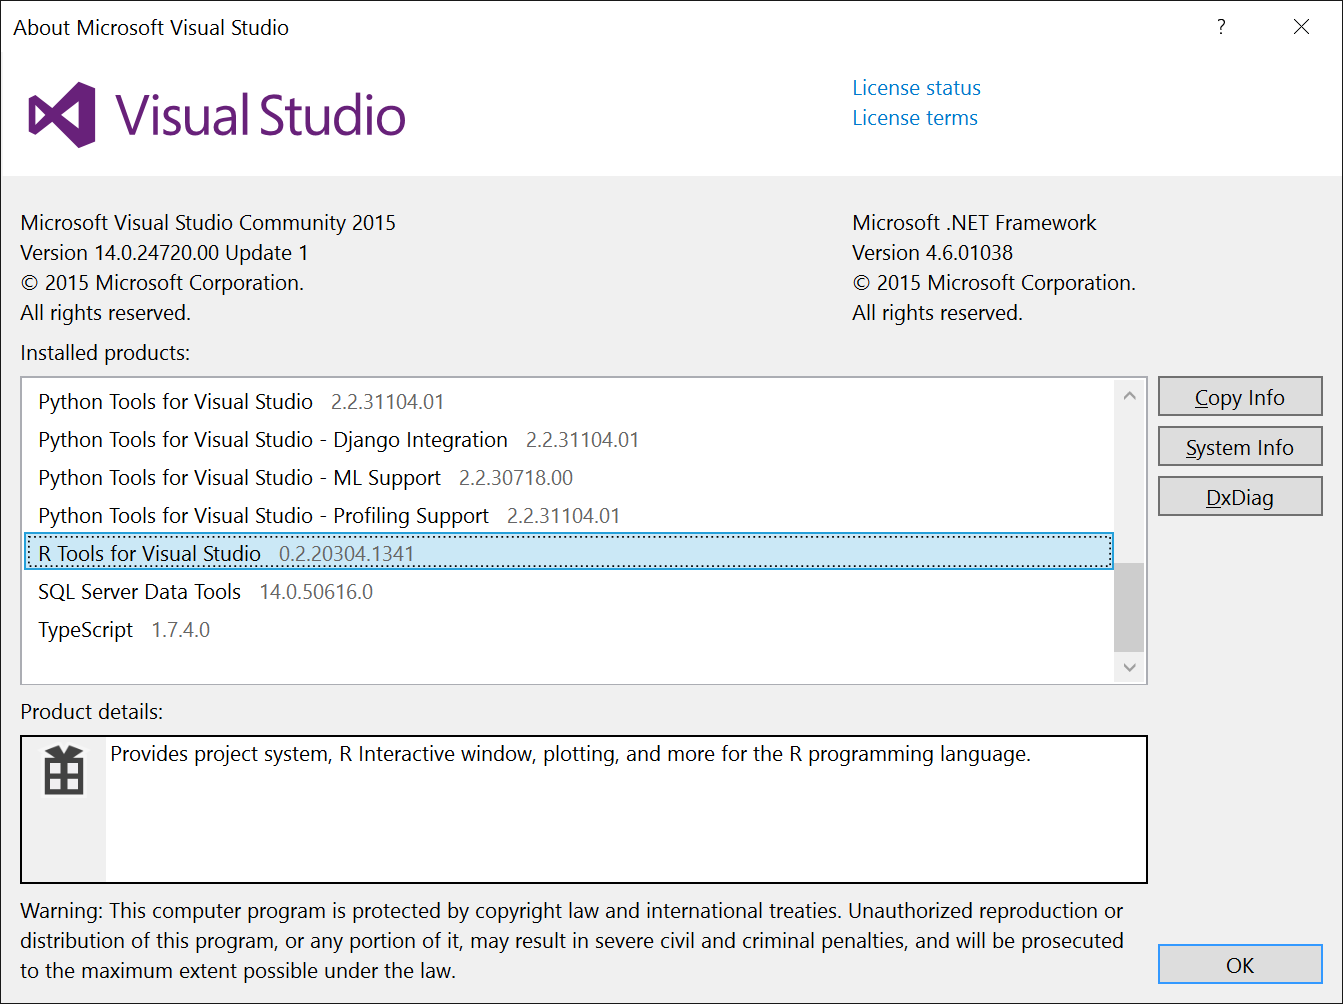 About Microsoft Visual Studio
?
Visual Studio
License status
License terms
Microsoft Visual Studio Community 2015
Version 14.0.24720.00 Update 1
© 2015 Microsoft Corporation.
All rights reserved.
Microsoft .NET Framework
Version 4.6.01038
© 2015 Microsoft Corporation.
All rights reserved.
Installed products:
Python Tools for Visual Studio 2.2.31104.01
Python Tools for Visual Studio - Django Integration 2.2.31104.01
Python Tools for Visual Studio - ML Support 2.2.30718.00
Python Tools for Visual Studio - Profiling Support 2.2.31104.01
R Tools for Visual Studio 0.2.20304.1341
SQL Server Data Tools 14.0.50616.0
TypeScript 1.7.4.0
Copy Info
System Info
DxDiag
Product details:
Provides project system, R Interactive window, plotting, and more for the R programming language.
Warning: This computer program is protected by copyright law and international treaties. Unauthorized reproduction or
distribution of this program, or any portion of it, may result in severe civil and criminal penalties, and will be prosecuted
to the maximum extent possible under the law.
OK